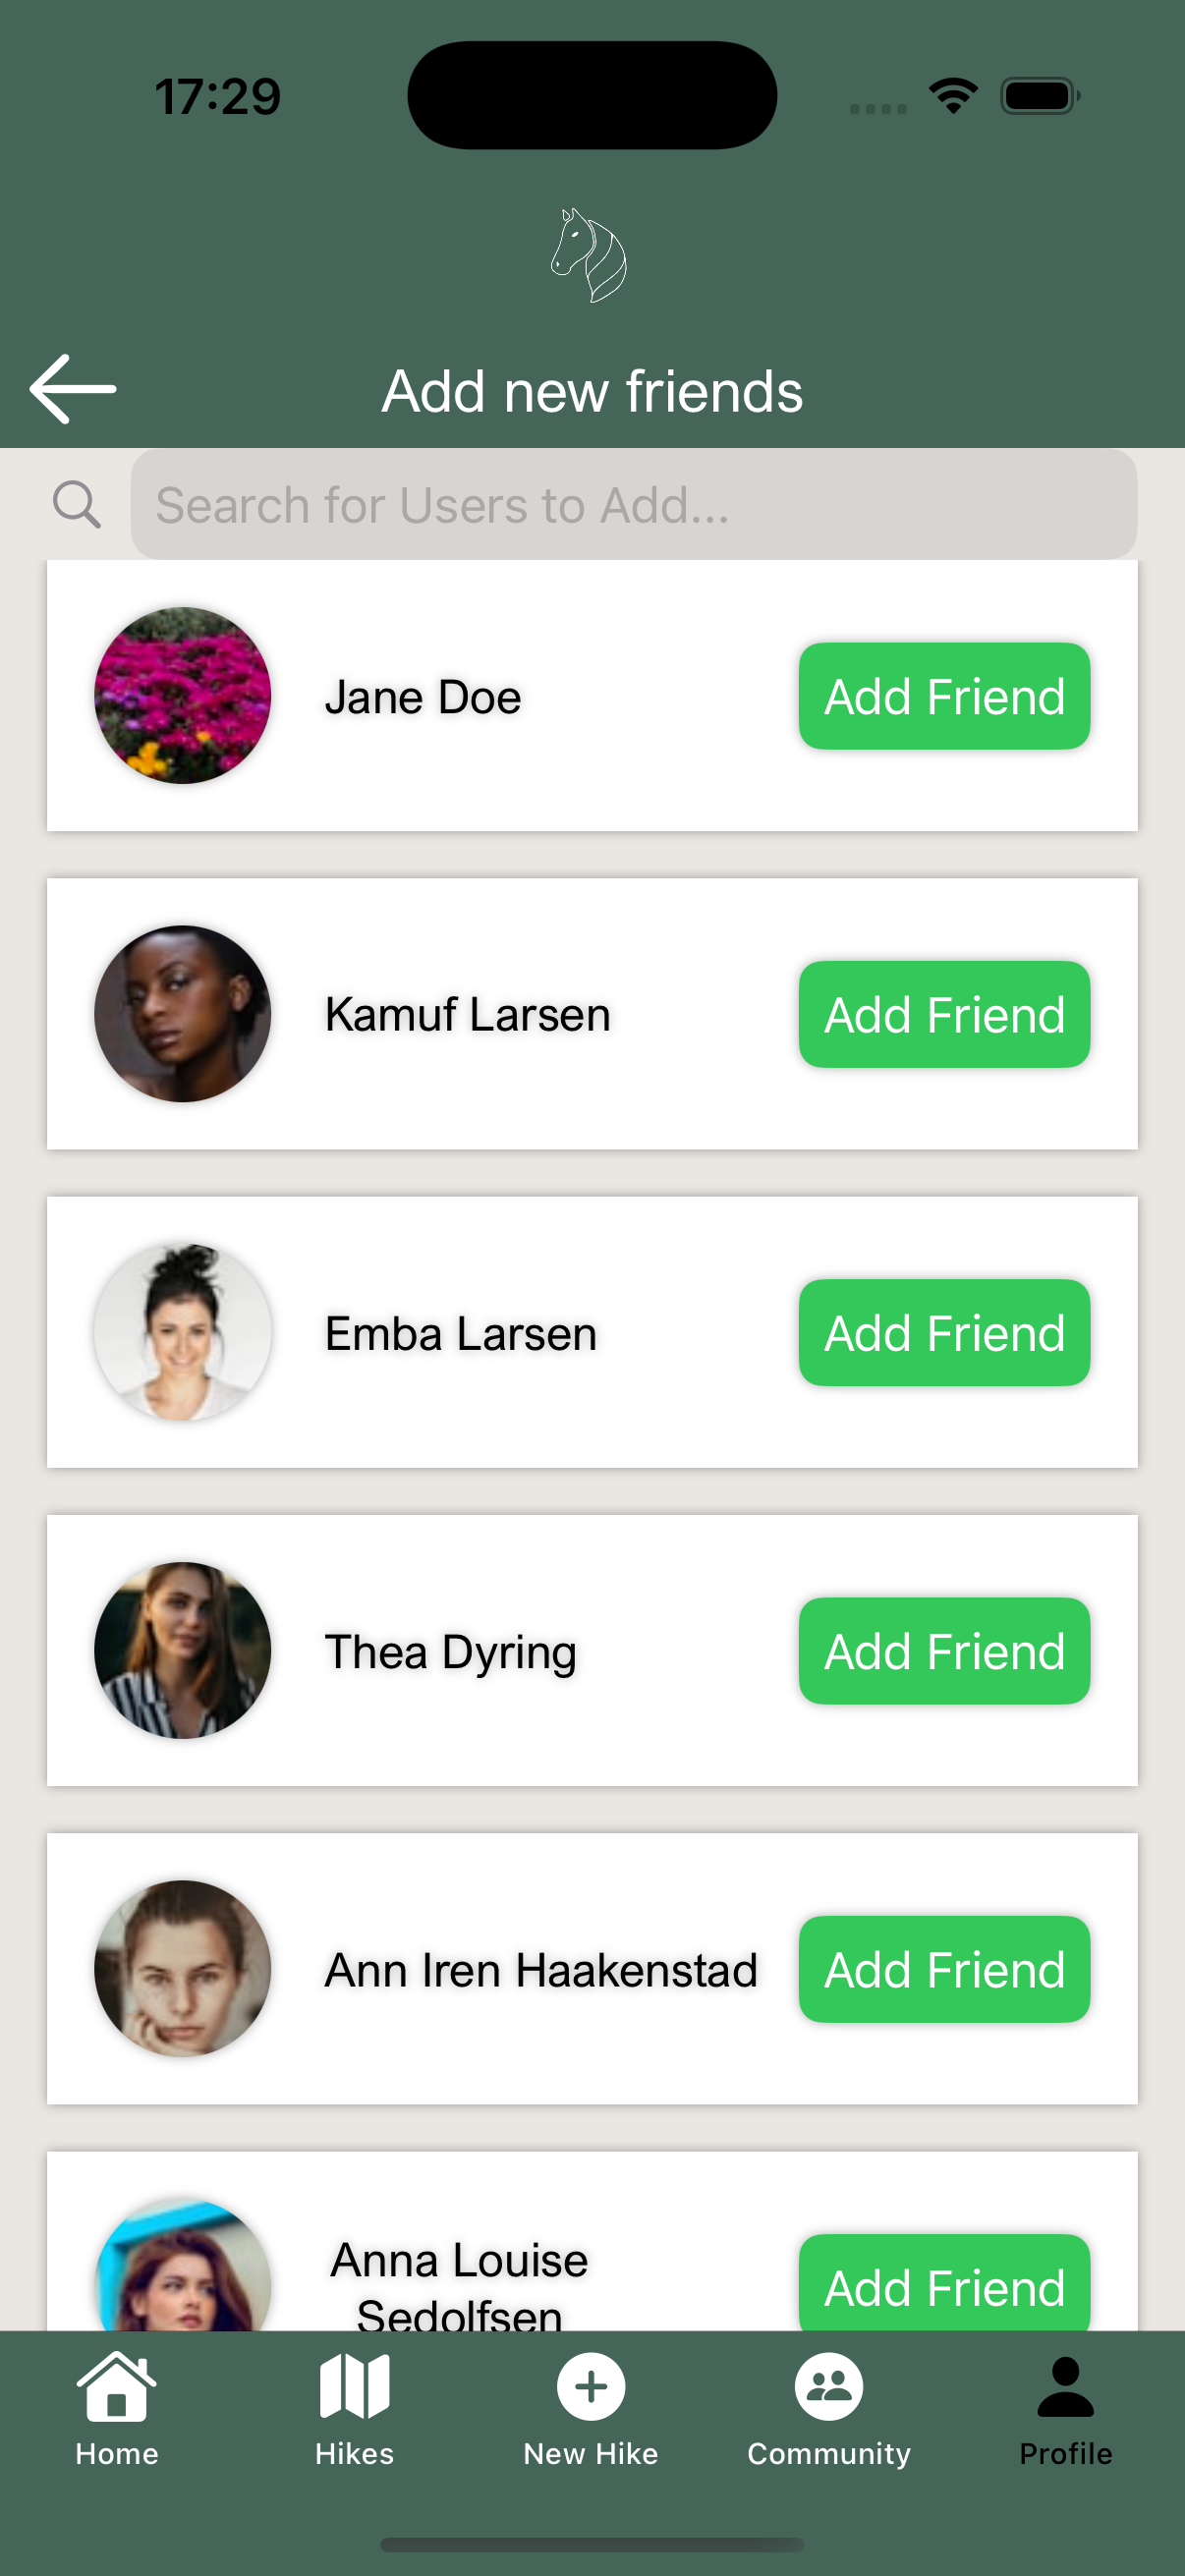 17:29
Add new friends
Search for Users to Add...
Jane Doe
Add Friend
Kamuf Larsen
Add Friend
Emba Larsen
Add Friend
Thea Dyring
Add Friend
Ann Iren Haakenstad
Add Friend
Anna Louise
Sedolfsen
Add Friend
Home
Hikes
New Hike
Community
Profile